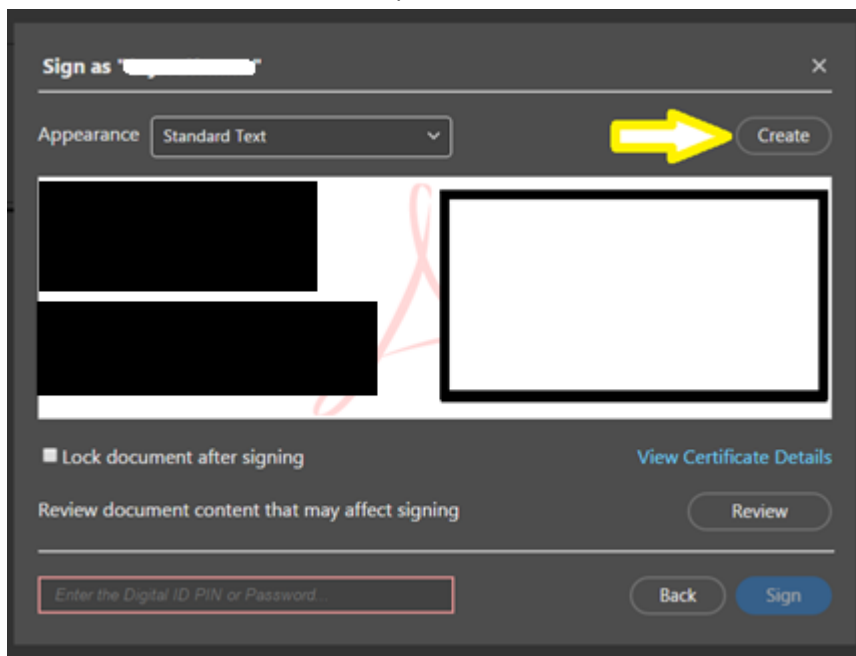 Sign as "
Appearance Standard Text Create
Lock document after signing View Certificate Details
Review document content that may affect signing Review
Enter the Digital ID PIN or Password... Back Sign